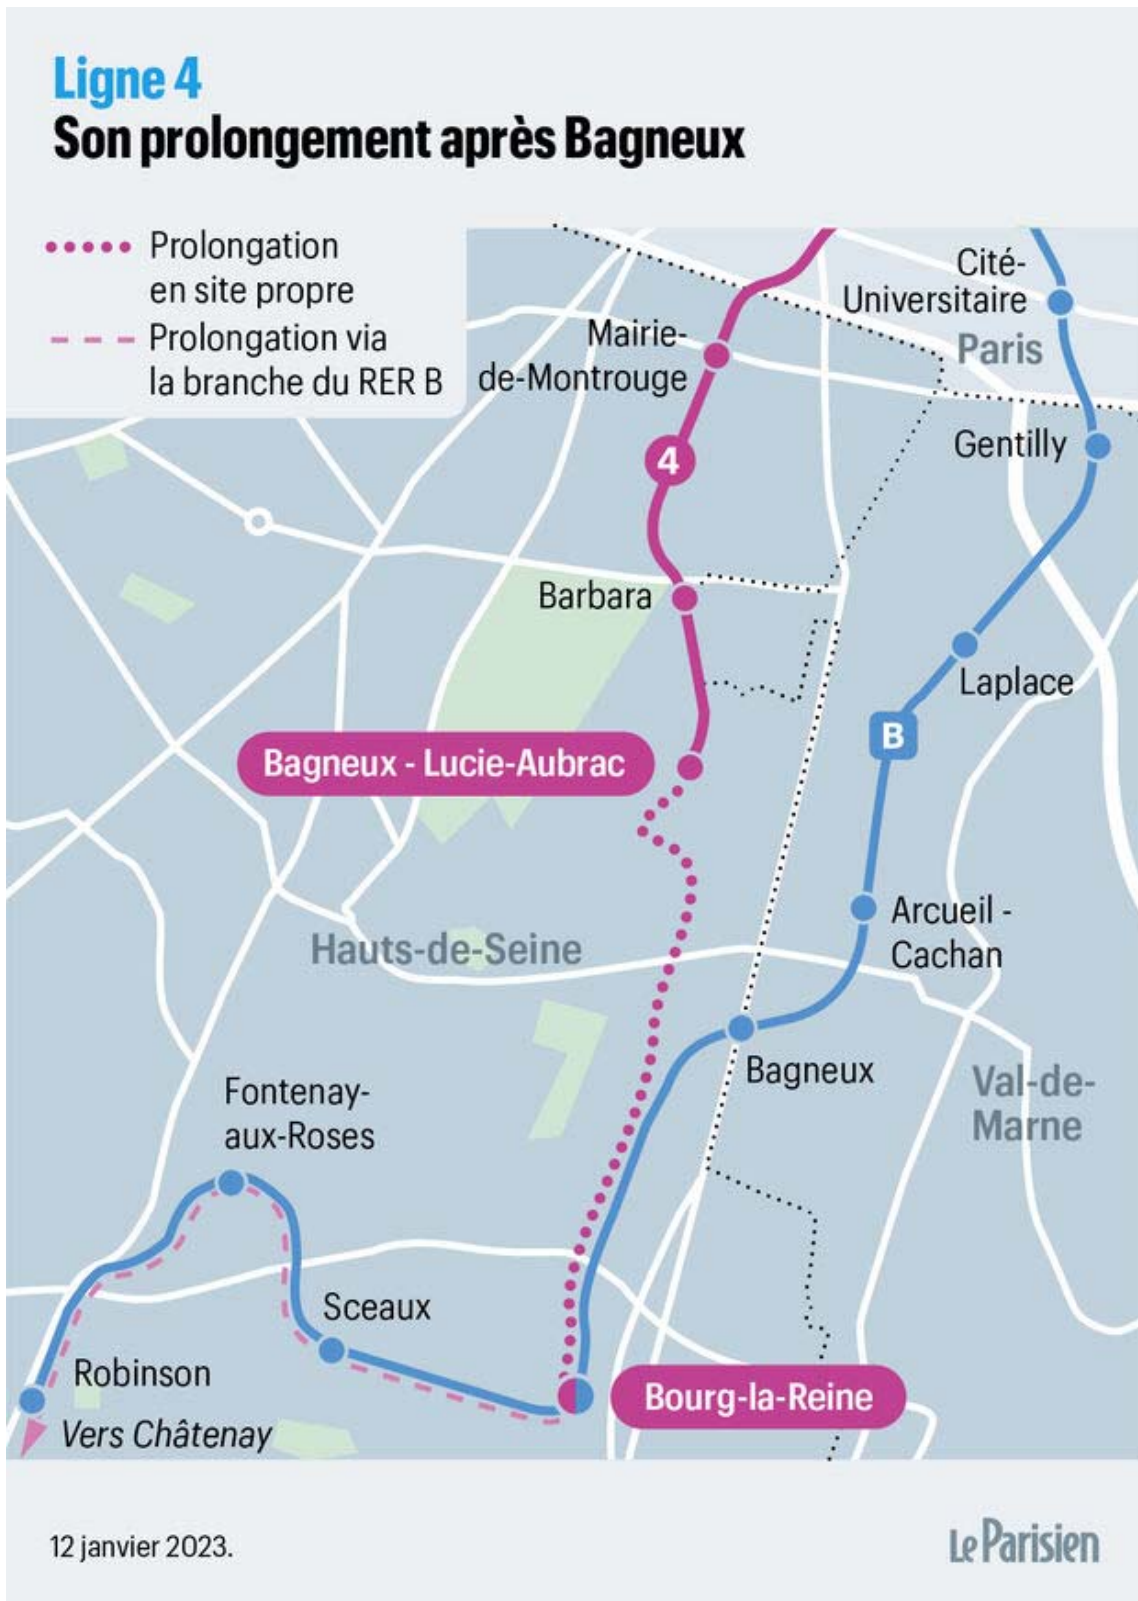 Ligne 4
Son prolongement après Bagneux
Prolongation
en site propre
Prolongation via
la branche du RER B
Cité-
Universitaire
Paris
Mairie-
de-Montrouge
Gentilly
4
Barbara
Laplace
B
Bagneux - Lucie-Aubrac
Arcueil -
Cachan
Hauts-de-Seine
Bagneux
Val-de-
Marne
Fontenay-
aux-Roses
Sceaux
Robinson
Bourg-la-Reine
Vers Châtenay
12 janvier 2023.
Le Parisien